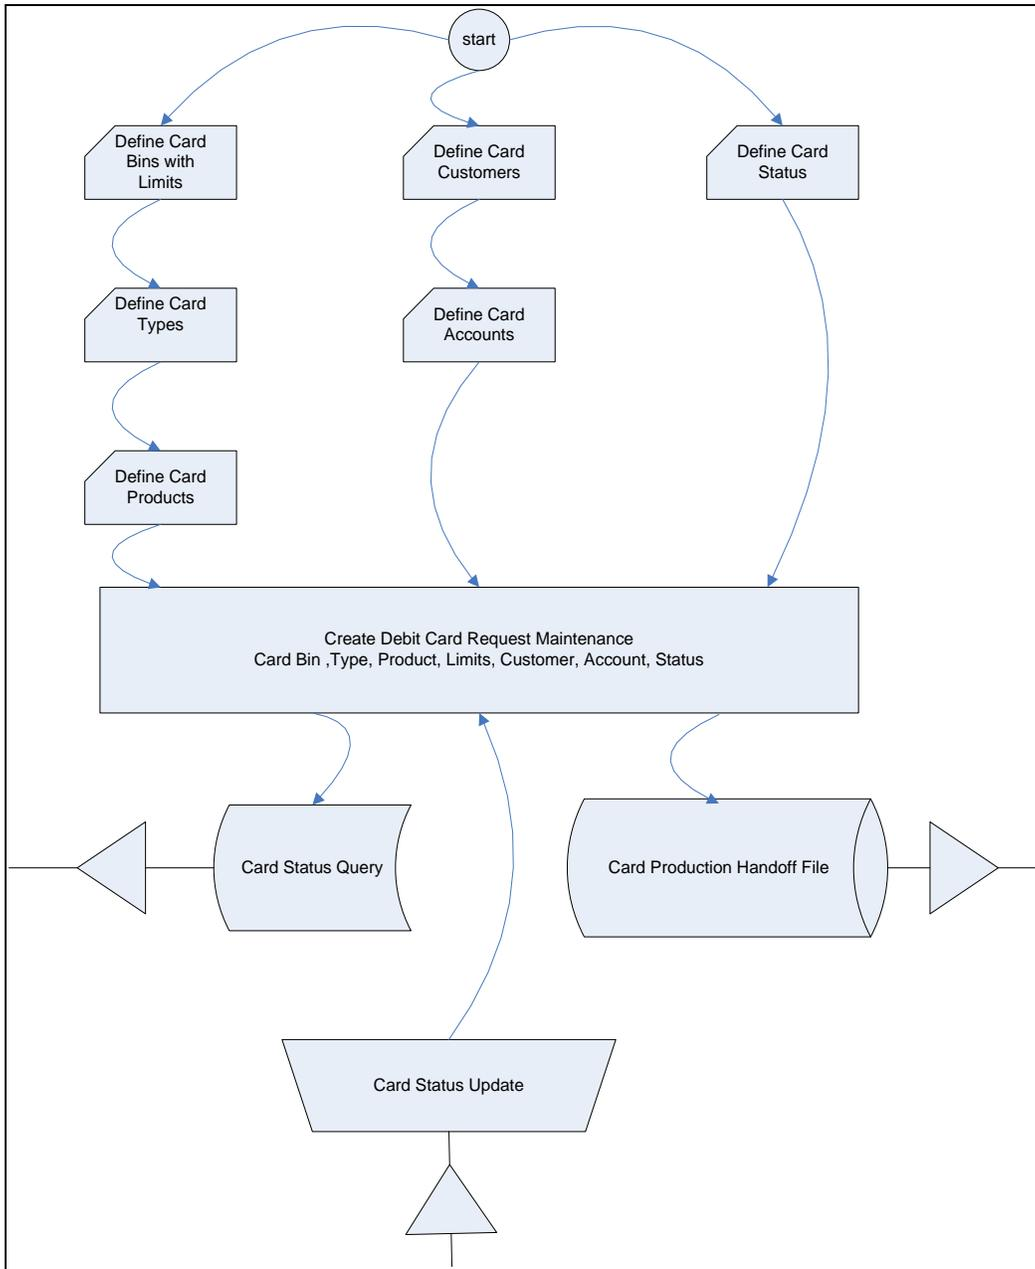 start
Define Card
Bins with
Limits
Define Card
Customers
Define Card
Status
Define Card
Types
Define Card
Accounts
Define Card
Products
Create Debit Card Request Maintenance
Card Bin ,Type, Product, Limits, Customer, Account, Status
Card Status Query
Card Production Handoff File
Card Status Update